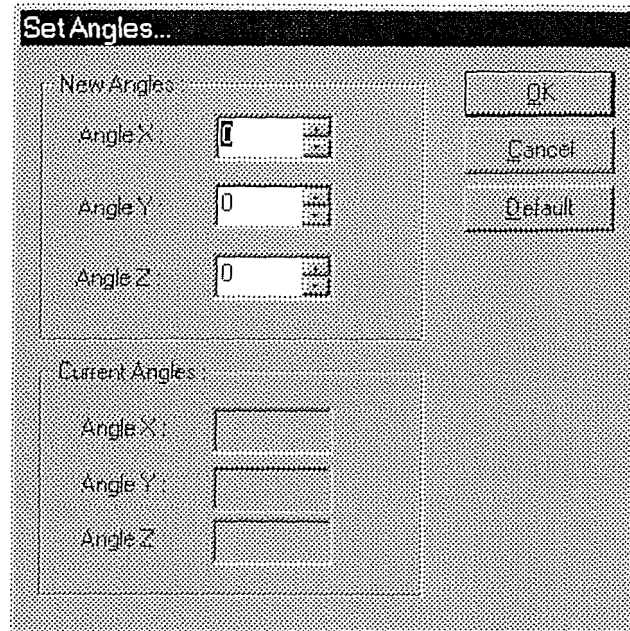 Set Angles...
New Angles :
Angle X : 0
Angle Y : 0
Angle Z : 0
OK
Cancel
Default
Current Angles :
Angle X :
Angle Y :
Angle Z